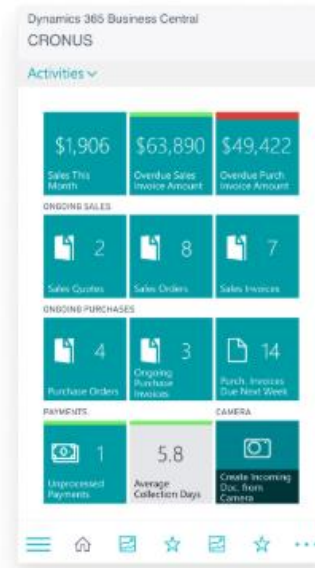 Dynamics 365 Business Central
CRONUS
Activities
$1,906
Sales This
Month
$63,890
Overdue Sales
Invoice Amount
$49,422
Overdue Purch
Invoice Amount
ONGOING SALES
2
Sales Quotes
8
Sales Orders
7
Sales Invoices
ONGOING PURCHASES
4
Purchase Orders
3
Ongoing
Purchase
Invoices
14
Purch. Invoices
Due Next Week
PAYMENTS
1
Unprocessed
Payments
5.8
Average
Collection Days
CAMERA
Create Incoming
Doc. from
Camera